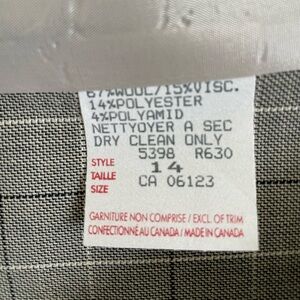 67%WOOL/15%VISC.
14%POLYESTER
4%POLYAMID
NETTYOYER A SEC
DRY CLEAN ONLY
STYLE 5398 R630
TAILLE 14
SIZE CA 06123
GARNITURE NON COMPRISE / EXCL. OF TRIM
CONFECTIONNÉ AU CANADA / MADE IN CANADA